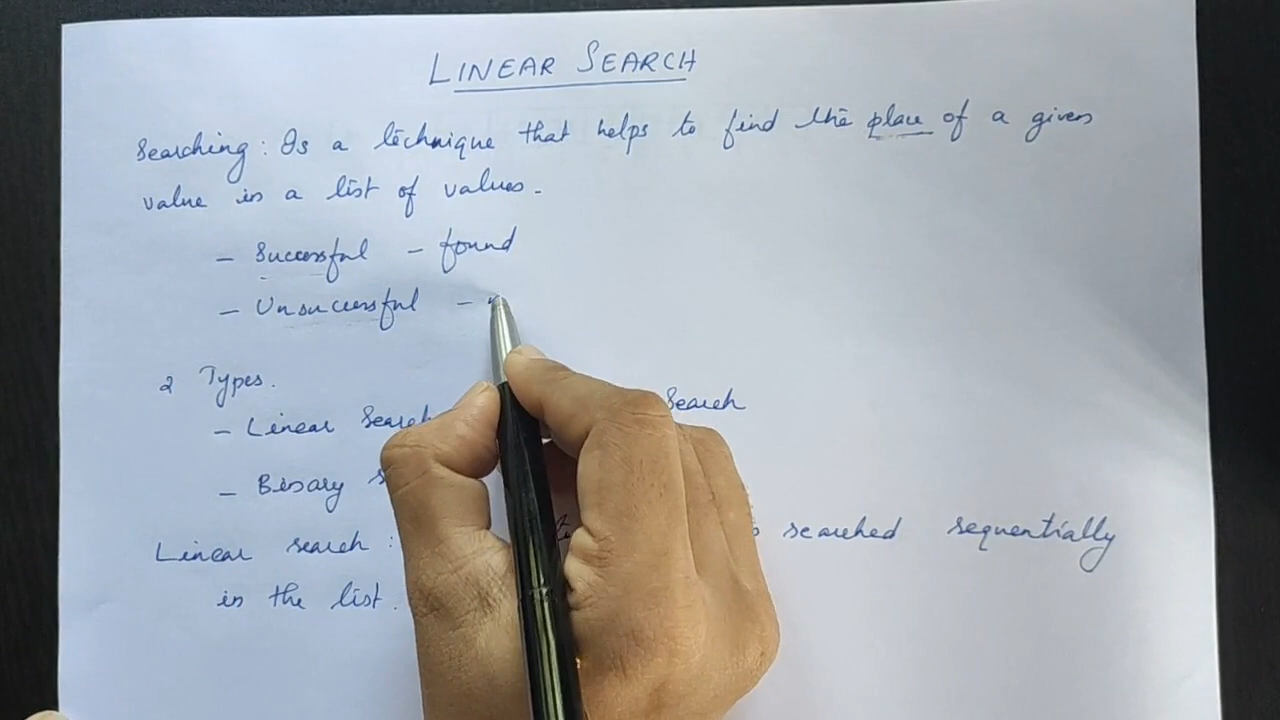 LINEAR SEARCH
Searching : Is a technique that helps to find the place of a given
value in a list of values.
- Successful - found
- Unsuccessful -
2 Types.
- Linear Search Search
- Binary
Linear search : searched sequentially
in the list.